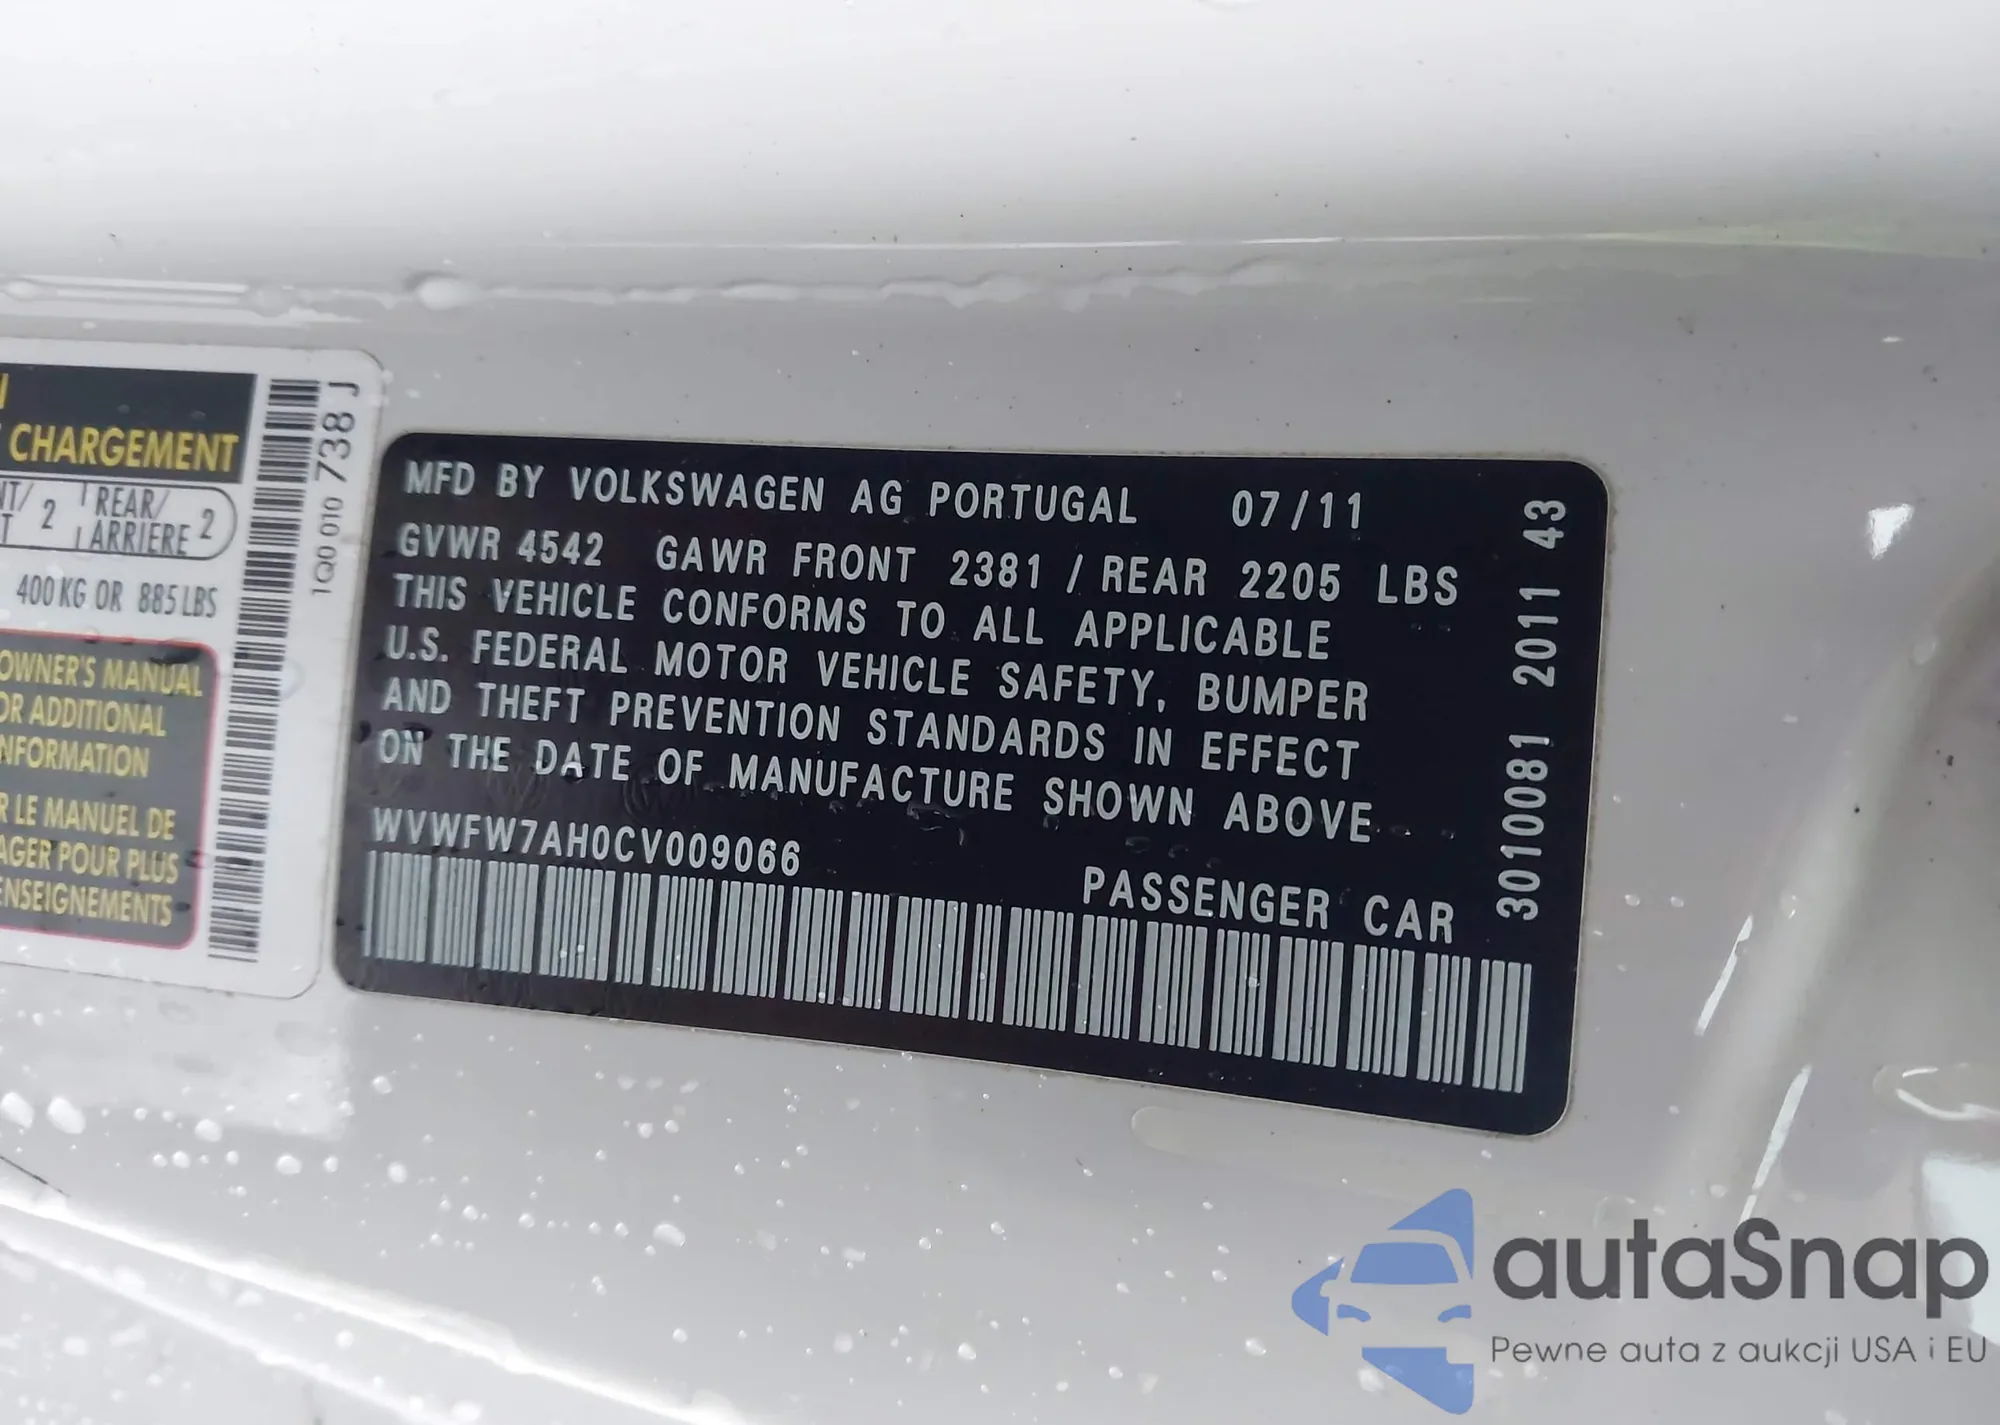 CHARGEMENT
2 REAR/ 2
ARRIERE
400 KG OR 885 LBS
OWNER'S MANUAL
OR ADDITIONAL
INFORMATION
LE MANUEL DE
POUR PLUS
1Q0 010 738 J
MFD BY VOLKSWAGEN AG PORTUGAL 07/11
GVWR 4542 GAWR FRONT 2381 / REAR 2205 LBS
THIS VEHICLE CONFORMS TO ALL APPLICABLE
U.S. FEDERAL MOTOR VEHICLE SAFETY, BUMPER
AND THEFT PREVENTION STANDARDS IN EFFECT
ON THE DATE OF MANUFACTURE SHOWN ABOVE
WVWFW7AH0CV009066
PASSENGER CAR
3010081 2011 43
autaSnap
Pewne auta z aukcji USA i EU